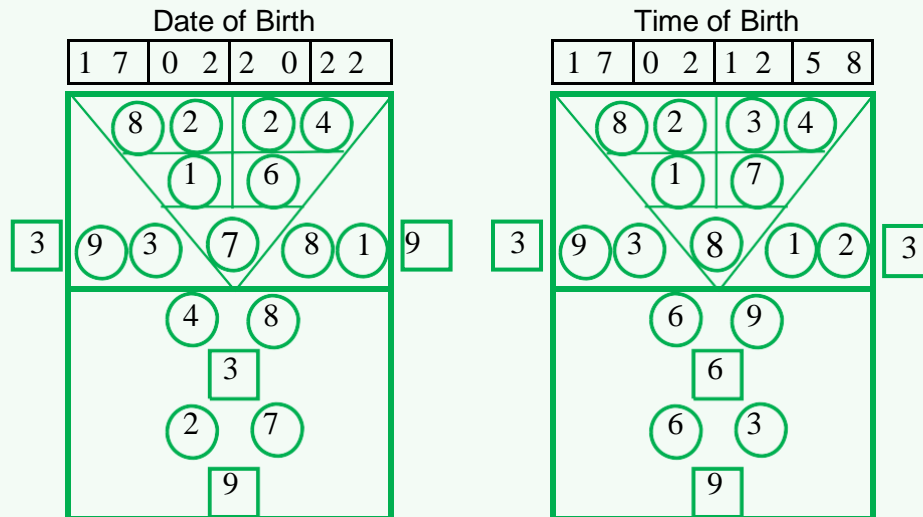 Date of Birth Time of Birth
1 7 0 2 2 0 2 2 1 7 0 2 1 2 5 8
8 2 2 4 8 2 3 4
1 6 1 7
3 9 3 7 8 1 9 3 9 3 8 1 2 3
4 8 6 9
3 6
2 7 6 3
9 9